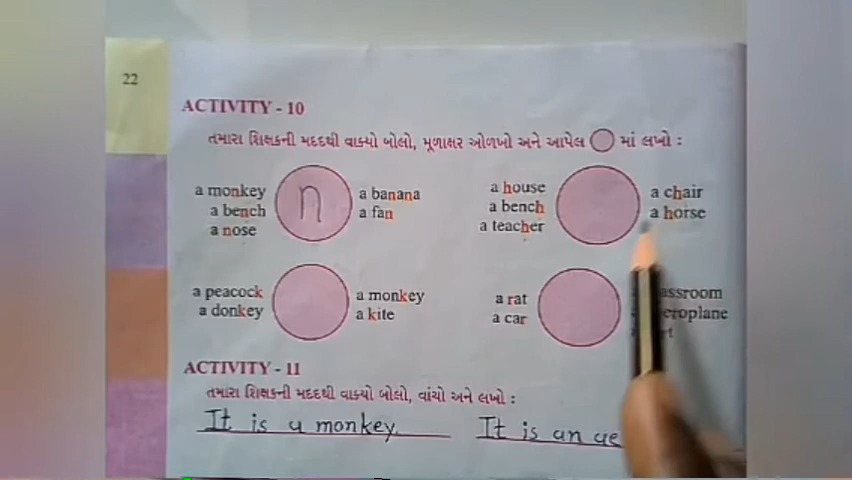 22
ACTIVITY - 10
તમારા શિક્ષકની મદદથી વાક્યો બોલો, મૂળાક્ષર ઓળખો અને આપેલ માં લખો :
a monkey
a bench
a nose
n
a banana
a fan
a house
a bench
a teacher
a chair
a horse
a peacock
a donkey
a monkey
a kite
a rat
a car
ACTIVITY - 11
તમારા શિક્ષકની મદદથી વાક્યો બોલો, વાંચો અને લખો :
It is a monkey.
It is an ae